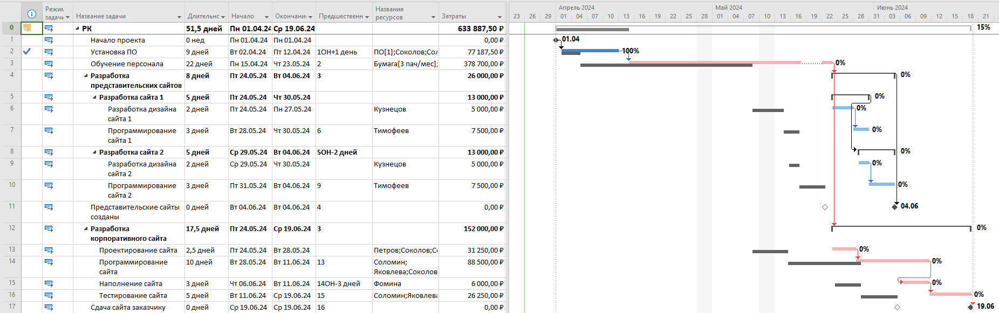 Режим задачи	Название задачи	Длительнс	Начало	Окончани	Предшественн	Названия ресурсов	Затраты
Апрель 2024	Май 2024	Июнь 2024
23 26 29 01 04 07 10 13 16 19 22 25 28 01 04 07 10 13 16 19 22 25 28 31 03 06 09 12 15 18 21
0	РК	51,5 дней	Пн 01.04.24	Ср 19.06.24	633 887,50 ₽	15%
1	Начало проекта	0 нед	Пн 01.04.24	Пн 01.04.24	0,00 ₽	01.04
2	Установка ПО	9 дней	Вт 02.04.24	Пт 12.04.24	1ОН+1 день	ПО[1];Соколов;Сол	77 187,50 ₽	100%
3	Обучение персонала	22 дней	Пн 15.04.24	Чт 23.05.24	2	Бумага[3 пач/мес];	378 700,00 ₽	0%
4	Разработка	8 дней	Пт 24.05.24	Вт 04.06.24	3	26 000,00 ₽	0%
представительских сайтов
5	Разработка сайта 1	5 дней	Пт 24.05.24	Чт 30.05.24	13 000,00 ₽	0%
6	Разработка дизайна	2 дней	Пт 24.05.24	Пн 27.05.24	Кузнецов	5 000,00 ₽	0%
сайта 1
7	Программирование	3 дней	Вт 28.05.24	Чт 30.05.24	6	Тимофеев	7 500,00 ₽	0%
сайта 1
8	Разработка сайта 2	5 дней	Ср 29.05.24	Вт 04.06.24	5ОН-2 дней	13 000,00 ₽	0%
9	Разработка дизайна	2 дней	Ср 29.05.24	Чт 30.05.24	Кузнецов	5 000,00 ₽	0%
сайта 2
10	Программирование	3 дней	Пт 31.05.24	Вт 04.06.24	9	Тимофеев	7 500,00 ₽	0%
сайта 2
11	Представительские сайты	0 дней	Вт 04.06.24	Вт 04.06.24	4	0,00 ₽	04.06
созданы
12	Разработка	17,5 дней	Пт 24.05.24	Ср 19.06.24	3	152 000,00 ₽	0%
корпоративного сайта
13	Проектирование сайта	2,5 дней	Пт 24.05.24	Вт 28.05.24	Петров;Соколов;Со	31 250,00 ₽	0%
14	Программирование	10 дней	Вт 28.05.24	Вт 11.06.24	13	Соломин;	88 500,00 ₽	0%
сайта	Яковлева;Соколов
15	Наполнение сайта	3 дней	Чт 06.06.24	Вт 11.06.24	14ОН-3 дней	Фомина	6 000,00 ₽	0%
16	Тестирование сайта	5 дней	Вт 11.06.24	Ср 19.06.24	15	Соломин;Яковлева	26 250,00 ₽	0%
17	Сдача сайта заказчику	0 дней	Ср 19.06.24	Ср 19.06.24	16	0,00 ₽	19.06